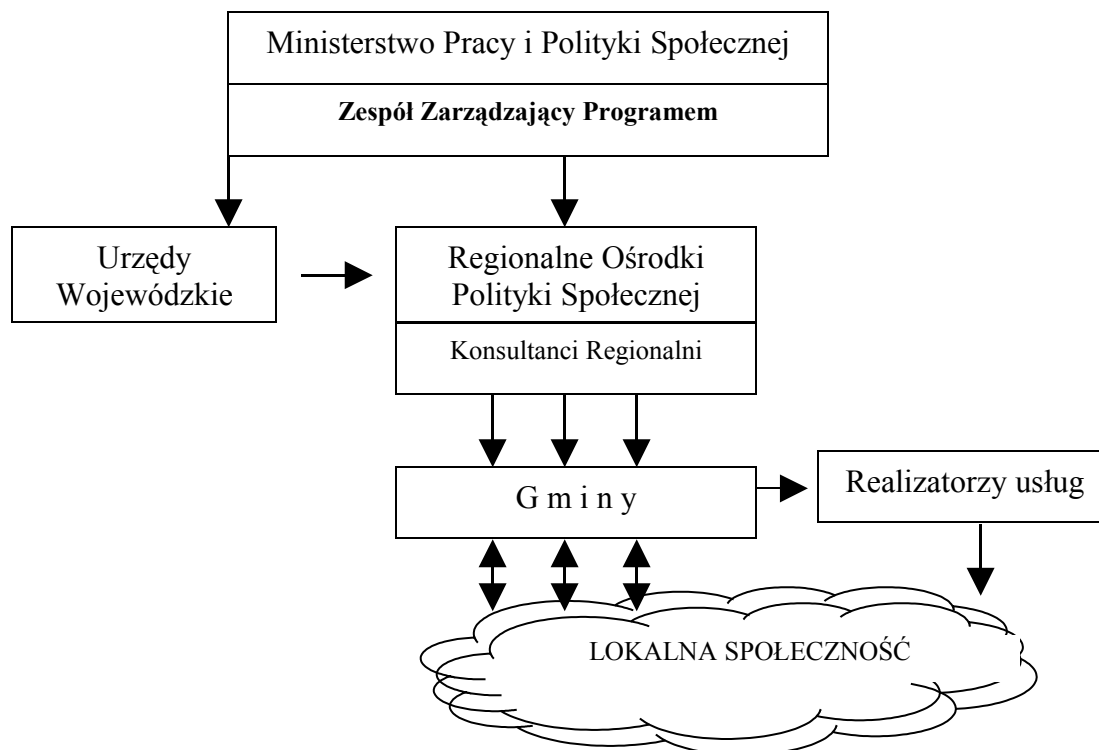 Ministerstwo Pracy i Polityki Społecznej
Zespół Zarządzający Programem
Urzędy
Wojewódzkie
Regionalne Ośrodki
Polityki Społecznej
Konsultanci Regionalni
G m i n y
Realizatorzy usług
LOKALNA SPOŁECZNOŚĆ